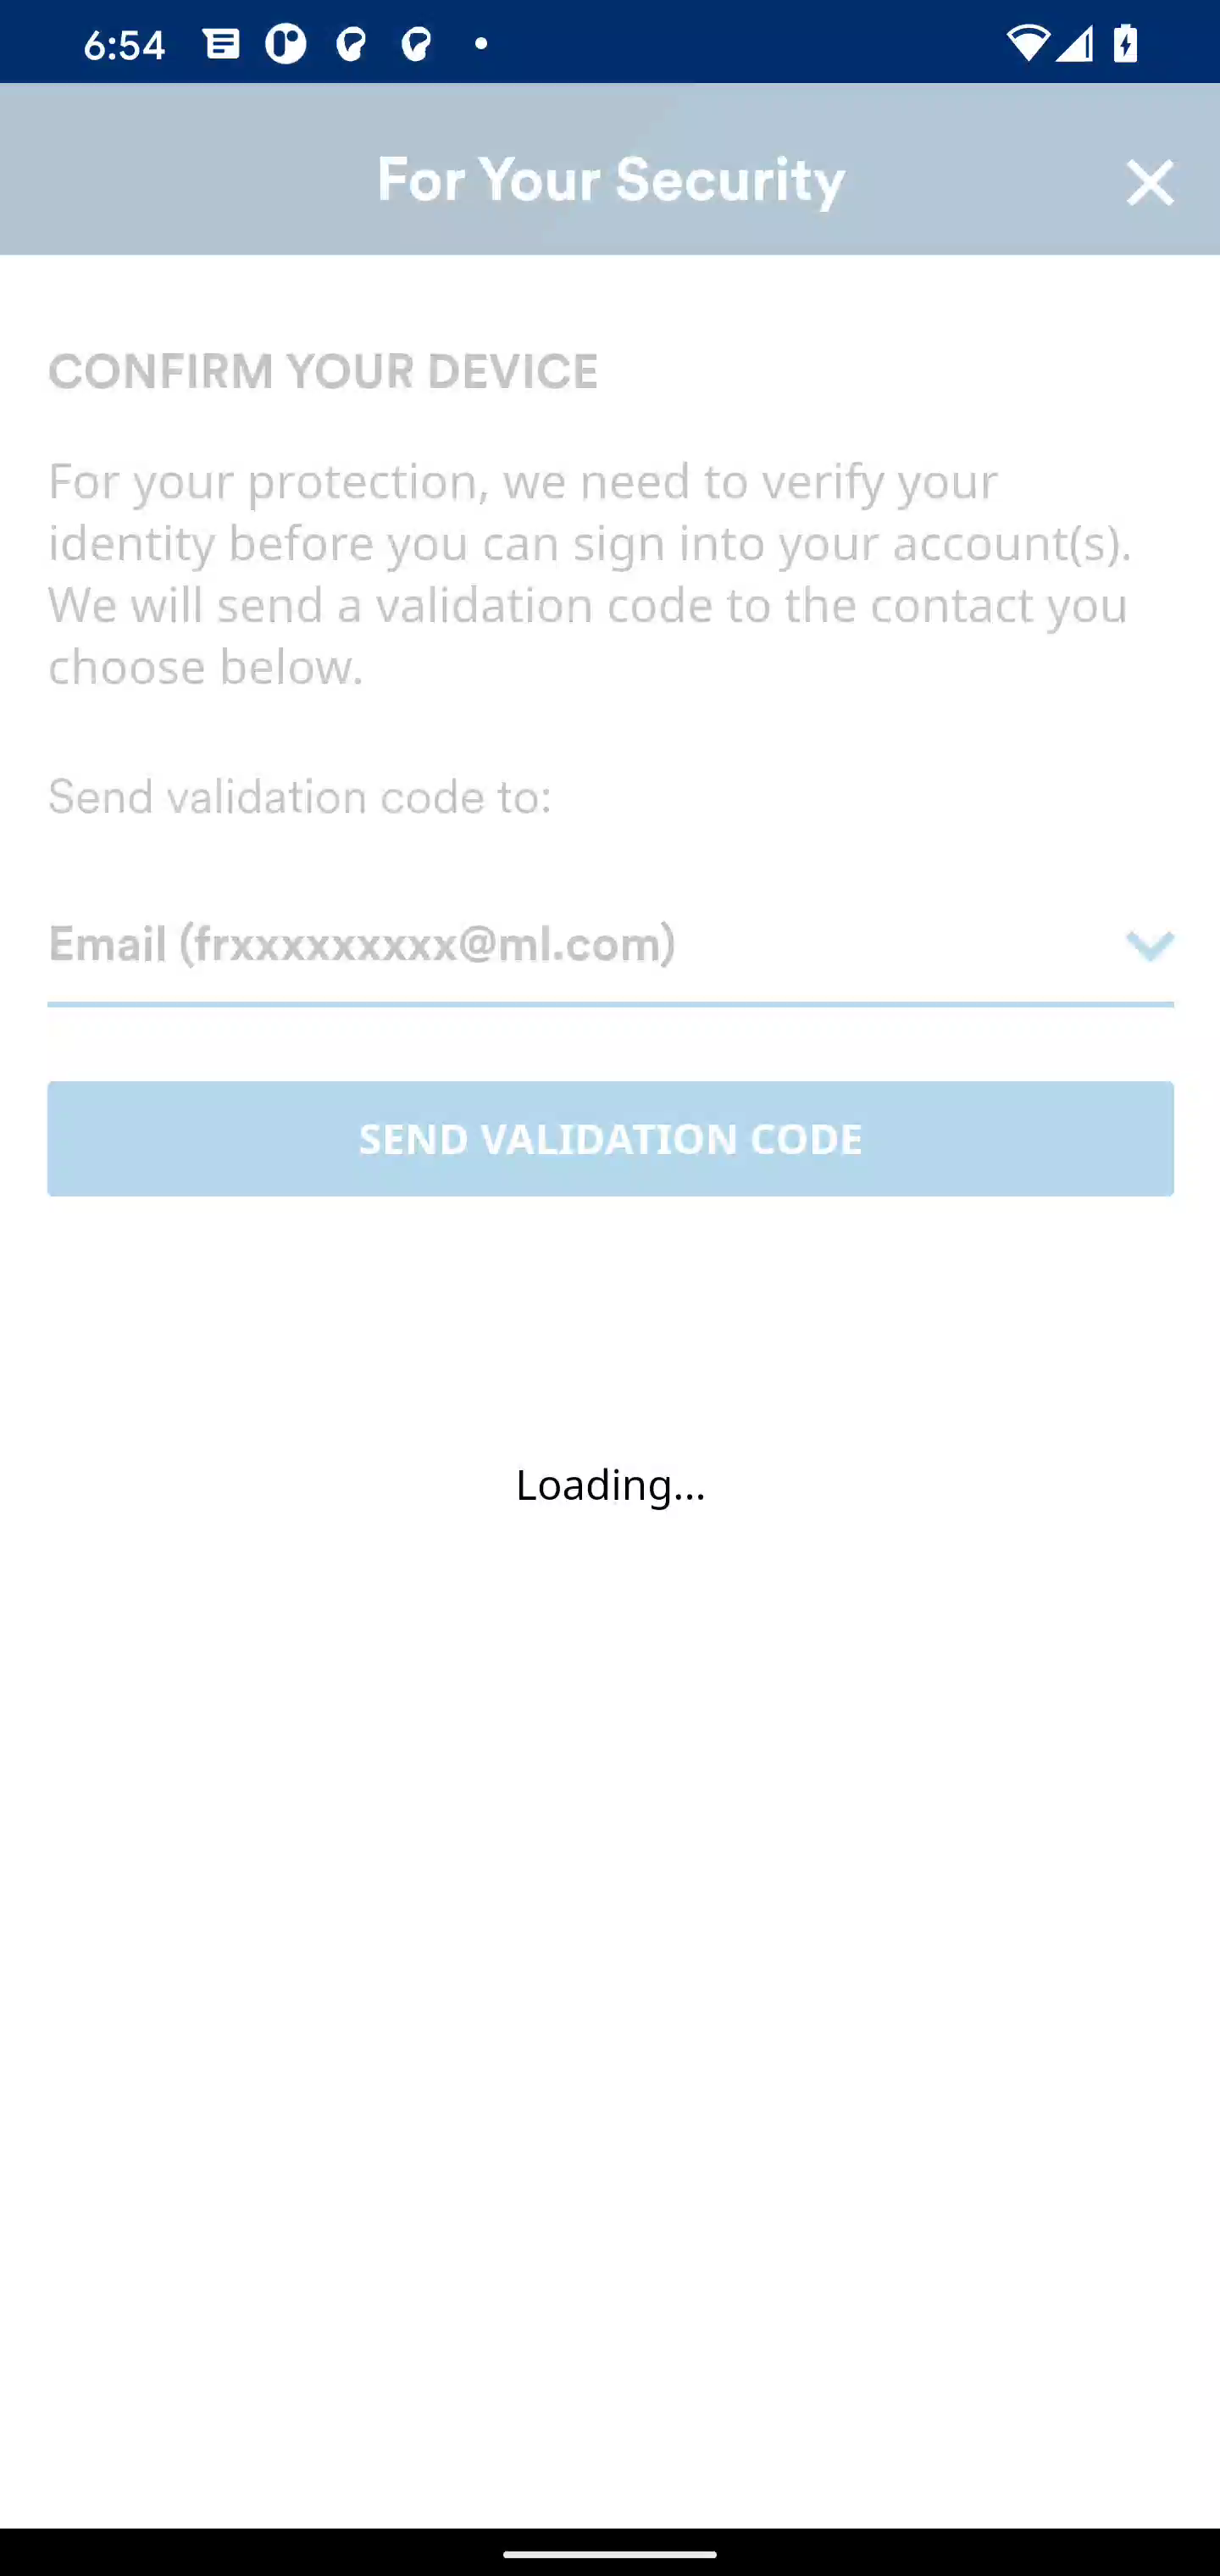 6:54
For Your Security
CONFIRM YOUR DEVICE
For your protection, we need to verify your
identity before you can sign into your account(s).
We will send a validation code to the contact you
choose below.
Send validation code to:
Email (frxxxxxxxxx@ml.com)
SEND VALIDATION CODE
Loading...